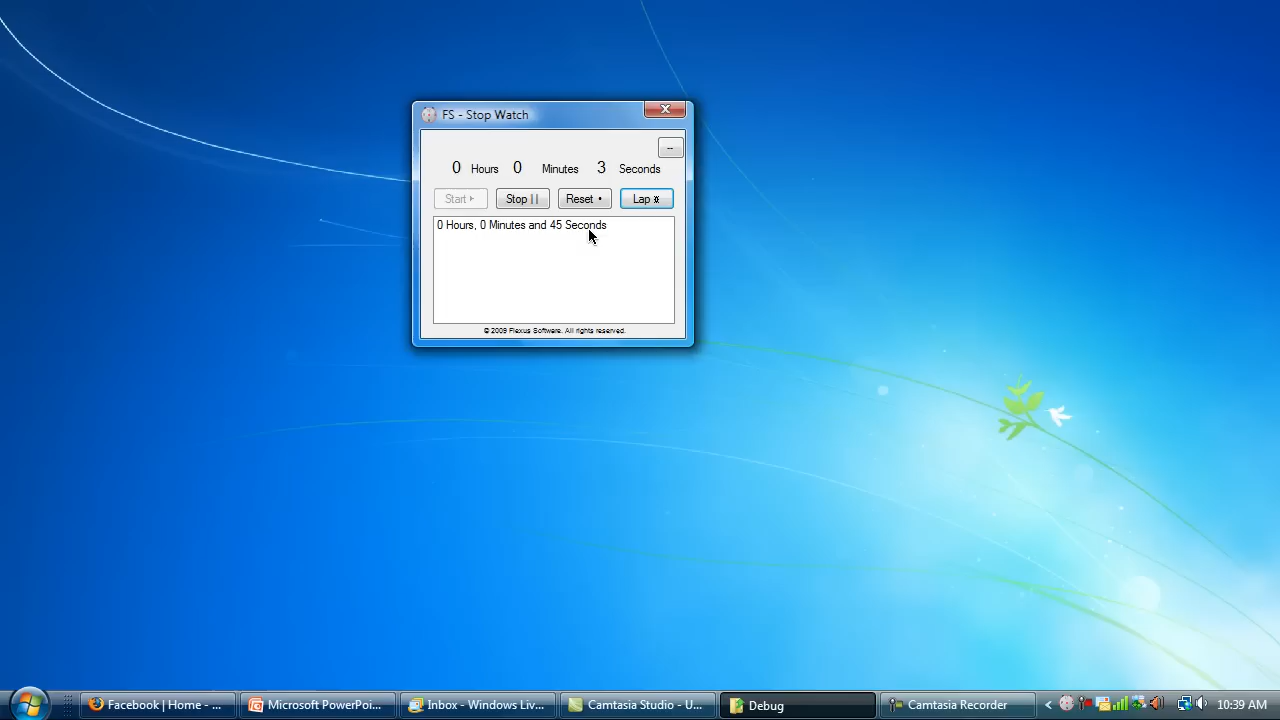 FS - Stop Watch
--
0 Hours 0 Minutes 3 Seconds
Start Stop Reset Lap
0 Hours, 0 Minutes and 45 Seconds
© 2009 Flexus Software. All rights reserved.
Facebook | Home - ... Microsoft PowerPoi... Inbox - Windows Liv... Camtasia Studio - U... Debug Camtasia Recorder 10:39 AM